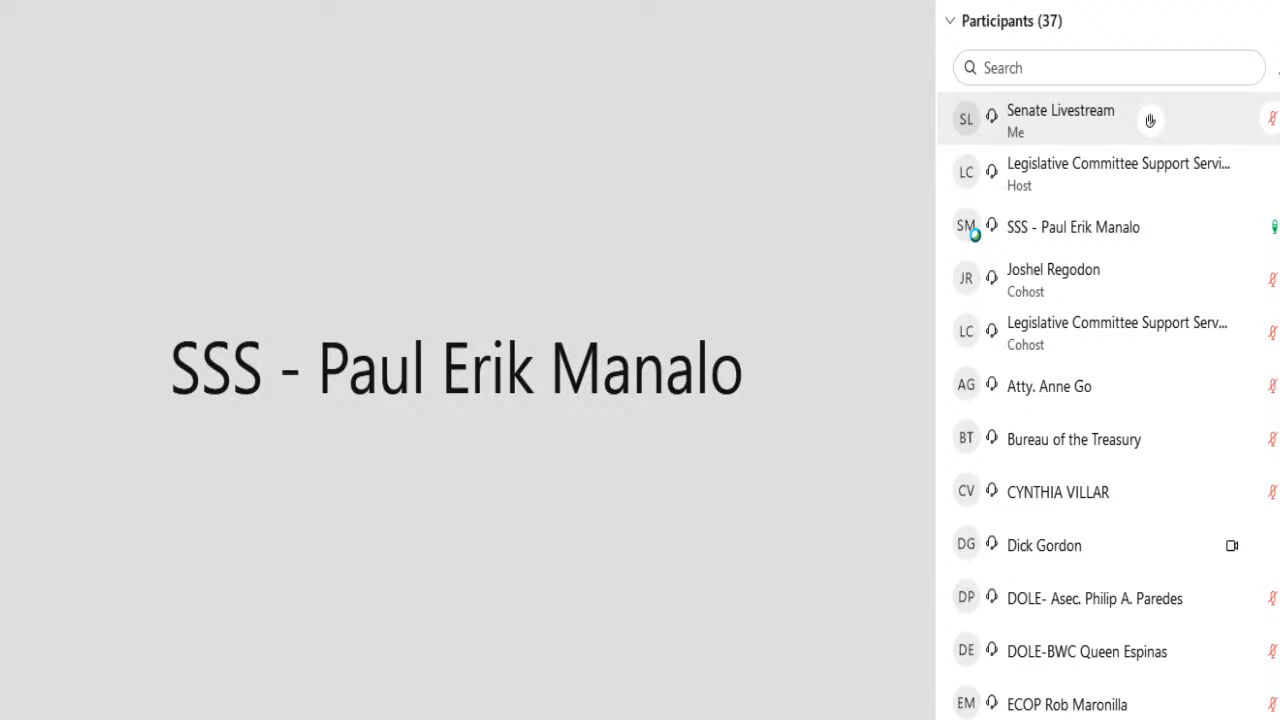 SSS - Paul Erik Manalo
Participants (37)
Search
SL
Senate Livestream
Me
LC
Legislative Committee Support Servi...
Host
SM
SSS - Paul Erik Manalo
JR
Joshel Regodon
Cohost
LC
Legislative Committee Support Serv...
Cohost
AG
Atty. Anne Go
BT
Bureau of the Treasury
CV
CYNTHIA VILLAR
DG
Dick Gordon
DP
DOLE- Asec. Philip A. Paredes
DE
DOLE-BWC Queen Espinas
EM
ECOP Rob Maronilla